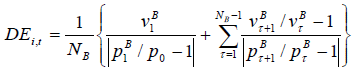 DE_{i,t} = \frac{1}{N_B} \left\{ \frac{v_1^B}{\left| p_1^B / p_0 - 1 \right|} + \sum_{\tau=1}^{N_B-1} \frac{v_{\tau+1}^B / v_\tau^B - 1}{\left| p_{\tau+1}^B / p_\tau^B - 1 \right|} \right\}